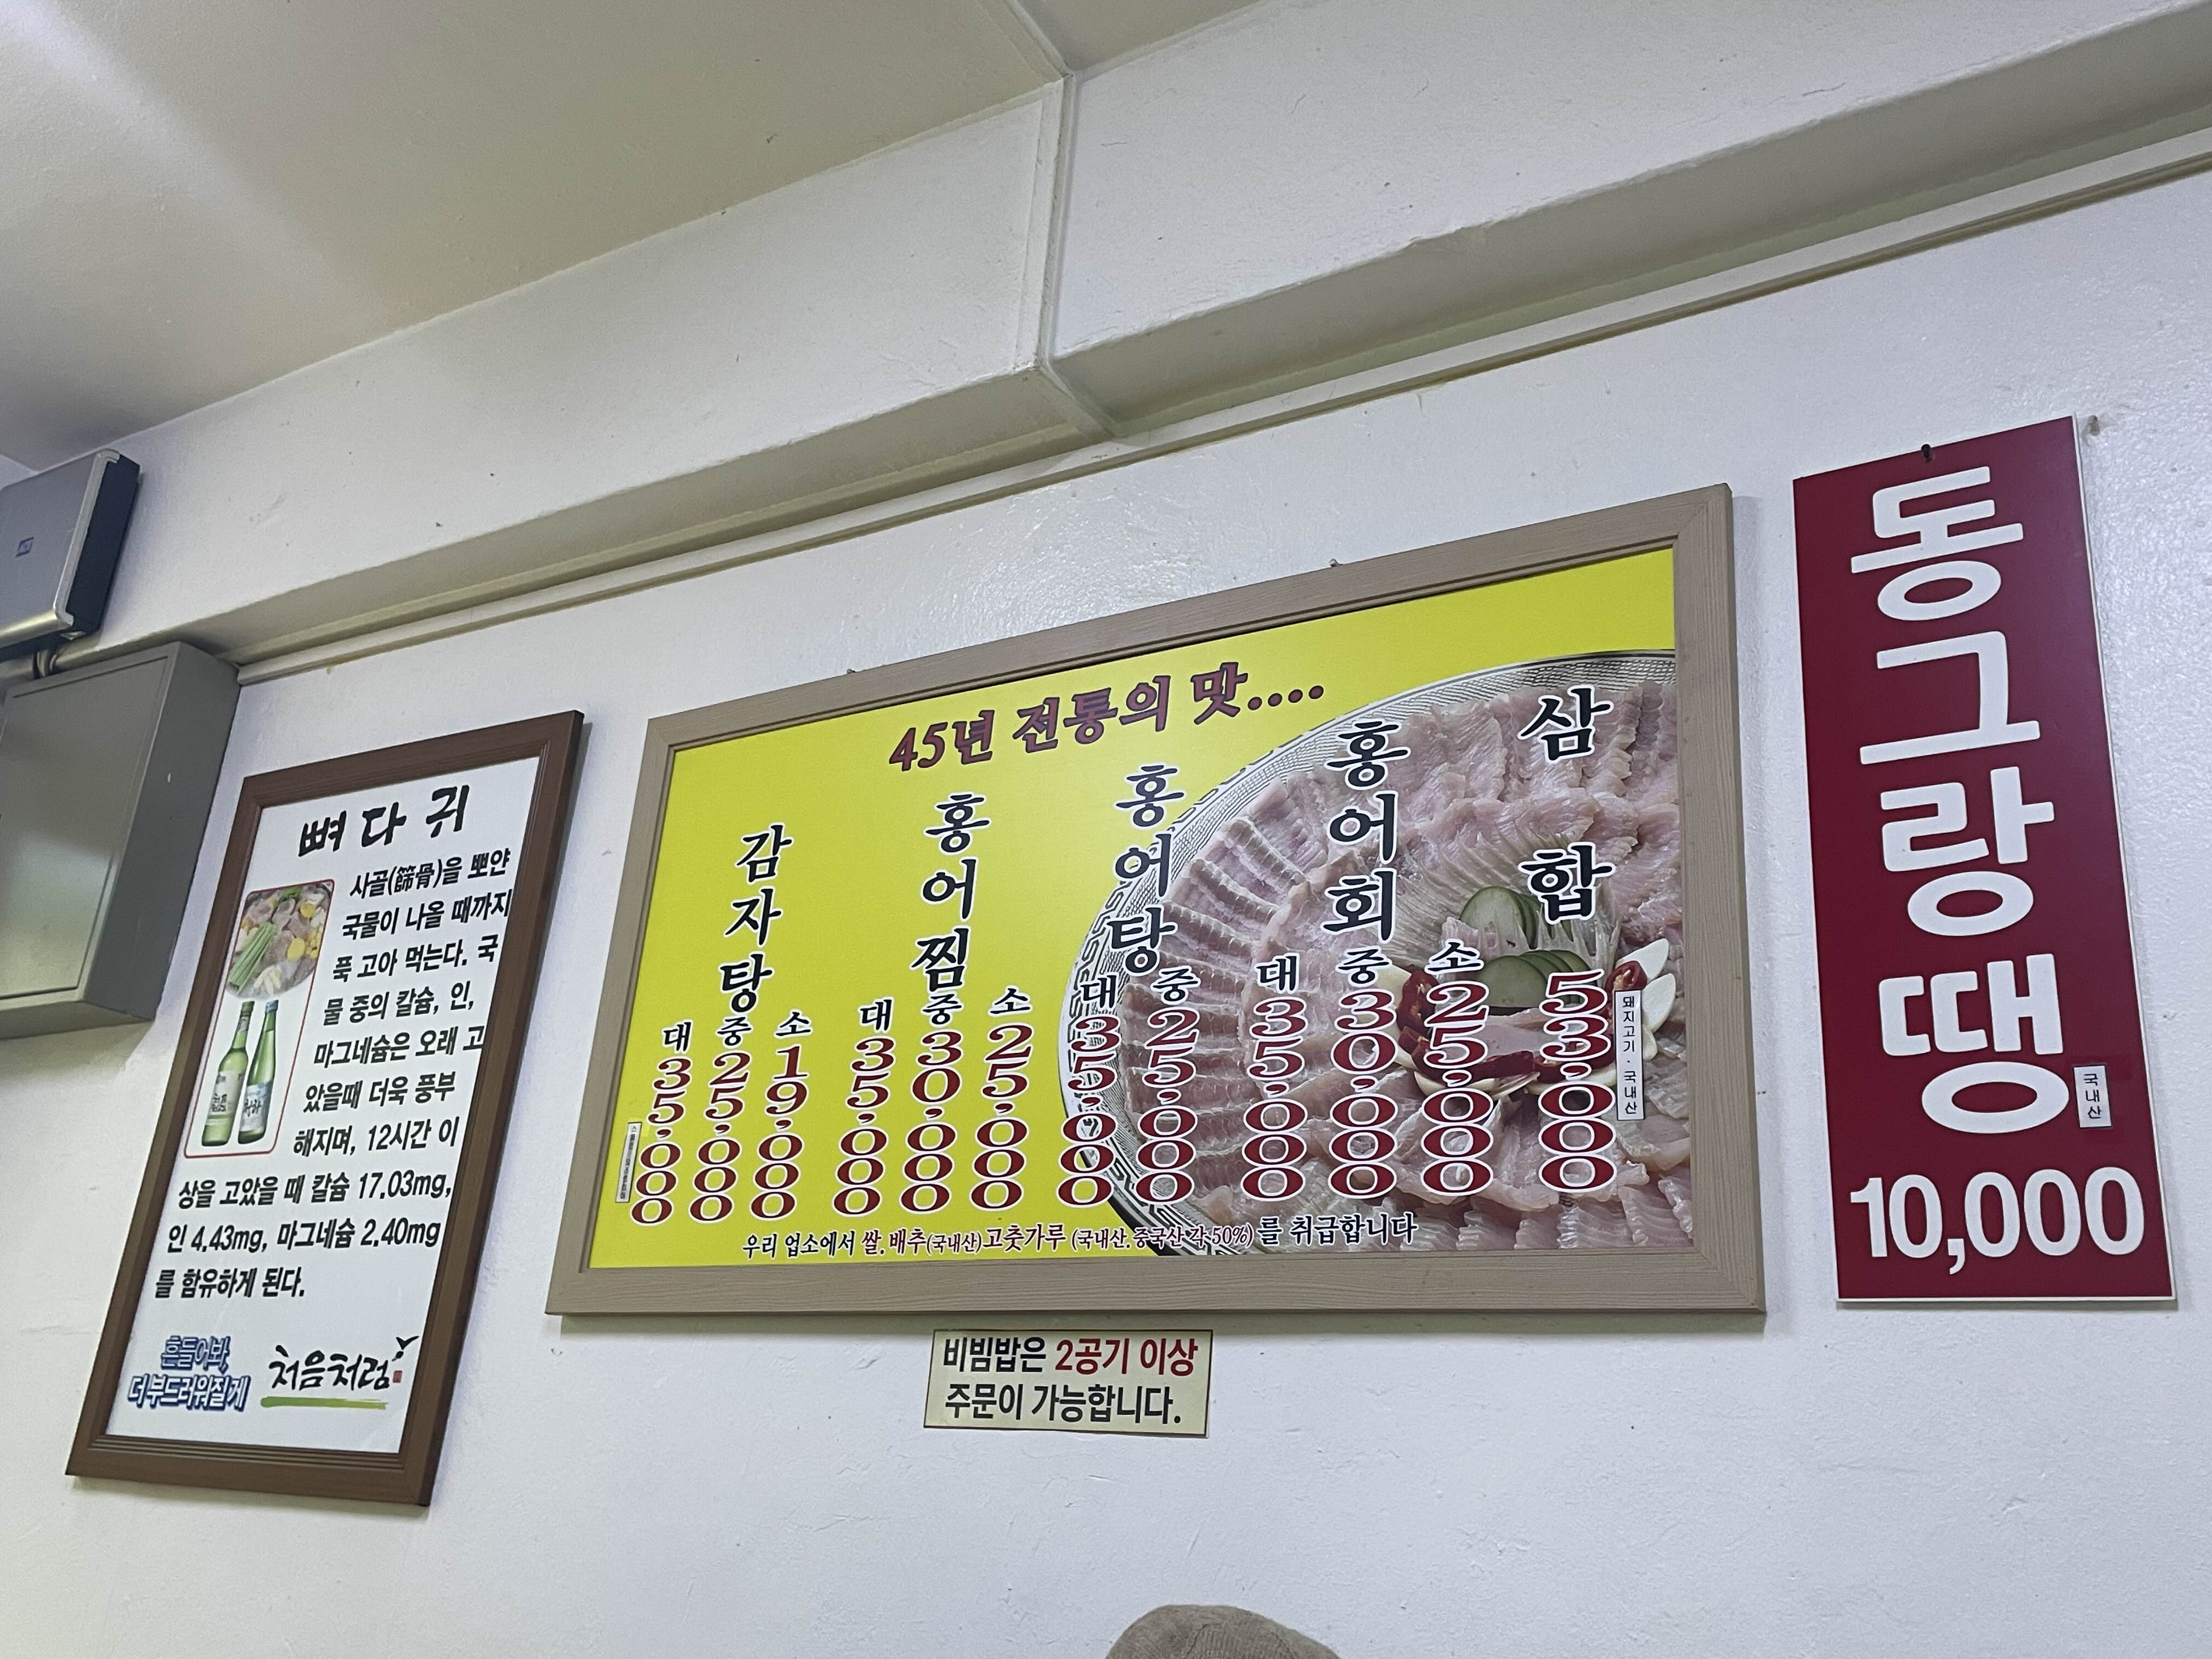 뼈다귀
사골(篩骨)을 뽀얀
국물이 나올 때까지
푹 고아 먹는다. 국
물 중의 칼슘, 인,
마그네슘은 오래 고
았을때 더욱 풍부
해지며, 12시간 이
상을 고았을 때 칼슘 17.03mg,
인 4.43mg, 마그네슘 2.40mg
를 함유하게 된다.
흔들어봐,
더 부드러워질게
처음처럼
45년 전통의 맛....
감자탕
대 35,000
중 25,000
소 19,000
홍어찜
대 35,000
중 30,000
소 25,000
홍어탕
대 35,000
중 25,000
홍어회
대 35,000
중 30,000
소 25,000
삼합
53,000
돼지고기·국내산
우리 업소에서 쌀, 배추(국내산)고춧가루 (국내산.중국산 각 50%)를 취급합니다
비빔밥은 2공기 이상
주문이 가능합니다.
동그랑땡
국내산
10,000